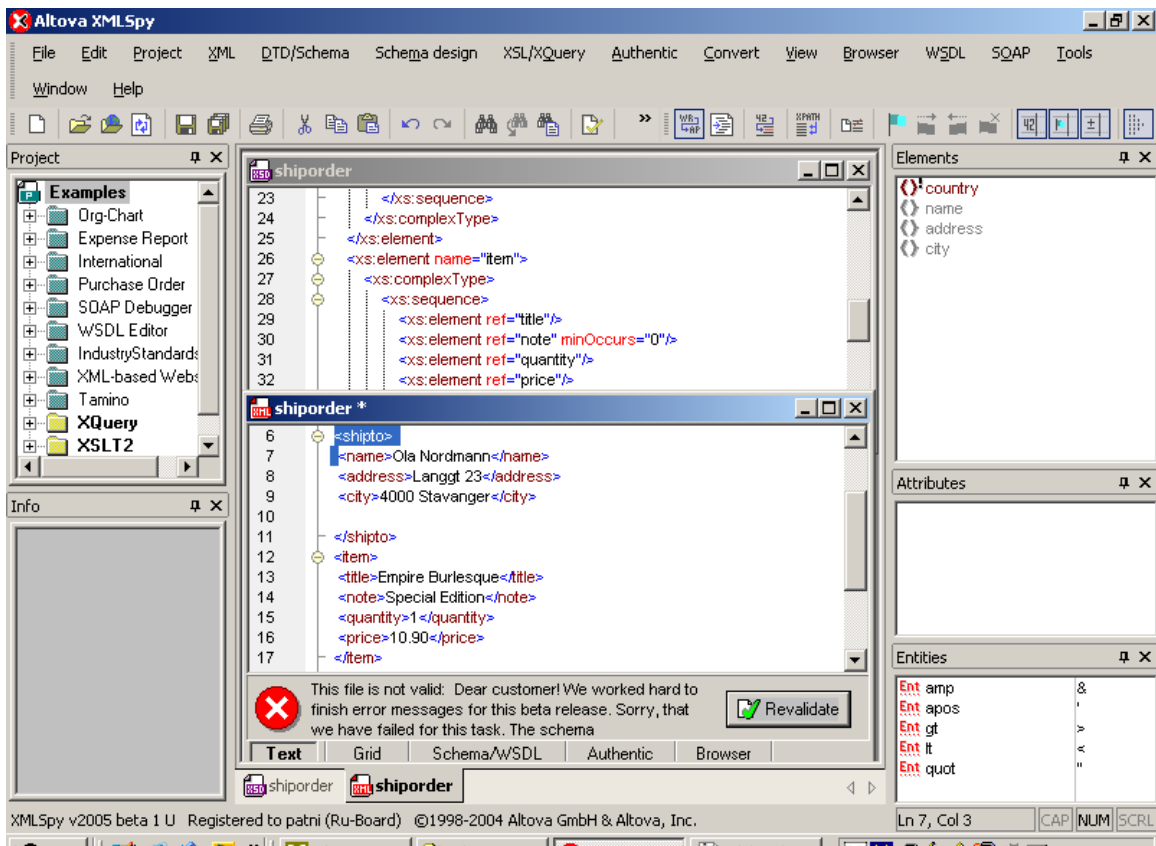 Altova XMLSpy
File Edit Project XML DTD/Schema Schema design XSL/XQuery Authentic Convert View Browser WSDL SOAP Tools
Window Help
Project
Examples
Org-Chart
Expense Report
International
Purchase Order
SOAP Debugger
WSDL Editor
IndustryStandards
XML-based Webs
Tamino
XQuery
XSLT2
Info
shiporder
23 </xs:sequence>
24 </xs:complexType>
25 </xs:element>
26 <xs:element name="item">
27 <xs:complexType>
28 <xs:sequence>
29 <xs:element ref="title"/>
30 <xs:element ref="note" minOccurs="0"/>
31 <xs:element ref="quantity"/>
32 <xs:element ref="price"/>
shiporder *
6 <shipto>
7 <name>Ola Nordmann</name>
8 <address>Langgt 23</address>
9 <city>4000 Stavanger</city>
10
11 </shipto>
12 <item>
13 <title>Empire Burlesque</title>
14 <note>Special Edition</note>
15 <quantity>1</quantity>
16 <price>10.90</price>
17 </item>
This file is not valid: Dear customer! We worked hard to
finish error messages for this beta release. Sorry, that
we have failed for this task. The schema
Revalidate
Text Grid Schema/WSDL Authentic Browser
shiporder shiporder
Elements
country
name
address
city
Attributes
Entities
Ent amp &
Ent apos '
Ent gt >
Ent lt <
Ent quot "
XMLSpy v2005 beta 1 U Registered to patni (Ru-Board) ©1998-2004 Altova GmbH & Altova, Inc. Ln 7, Col 3 CAP NUM SCRL